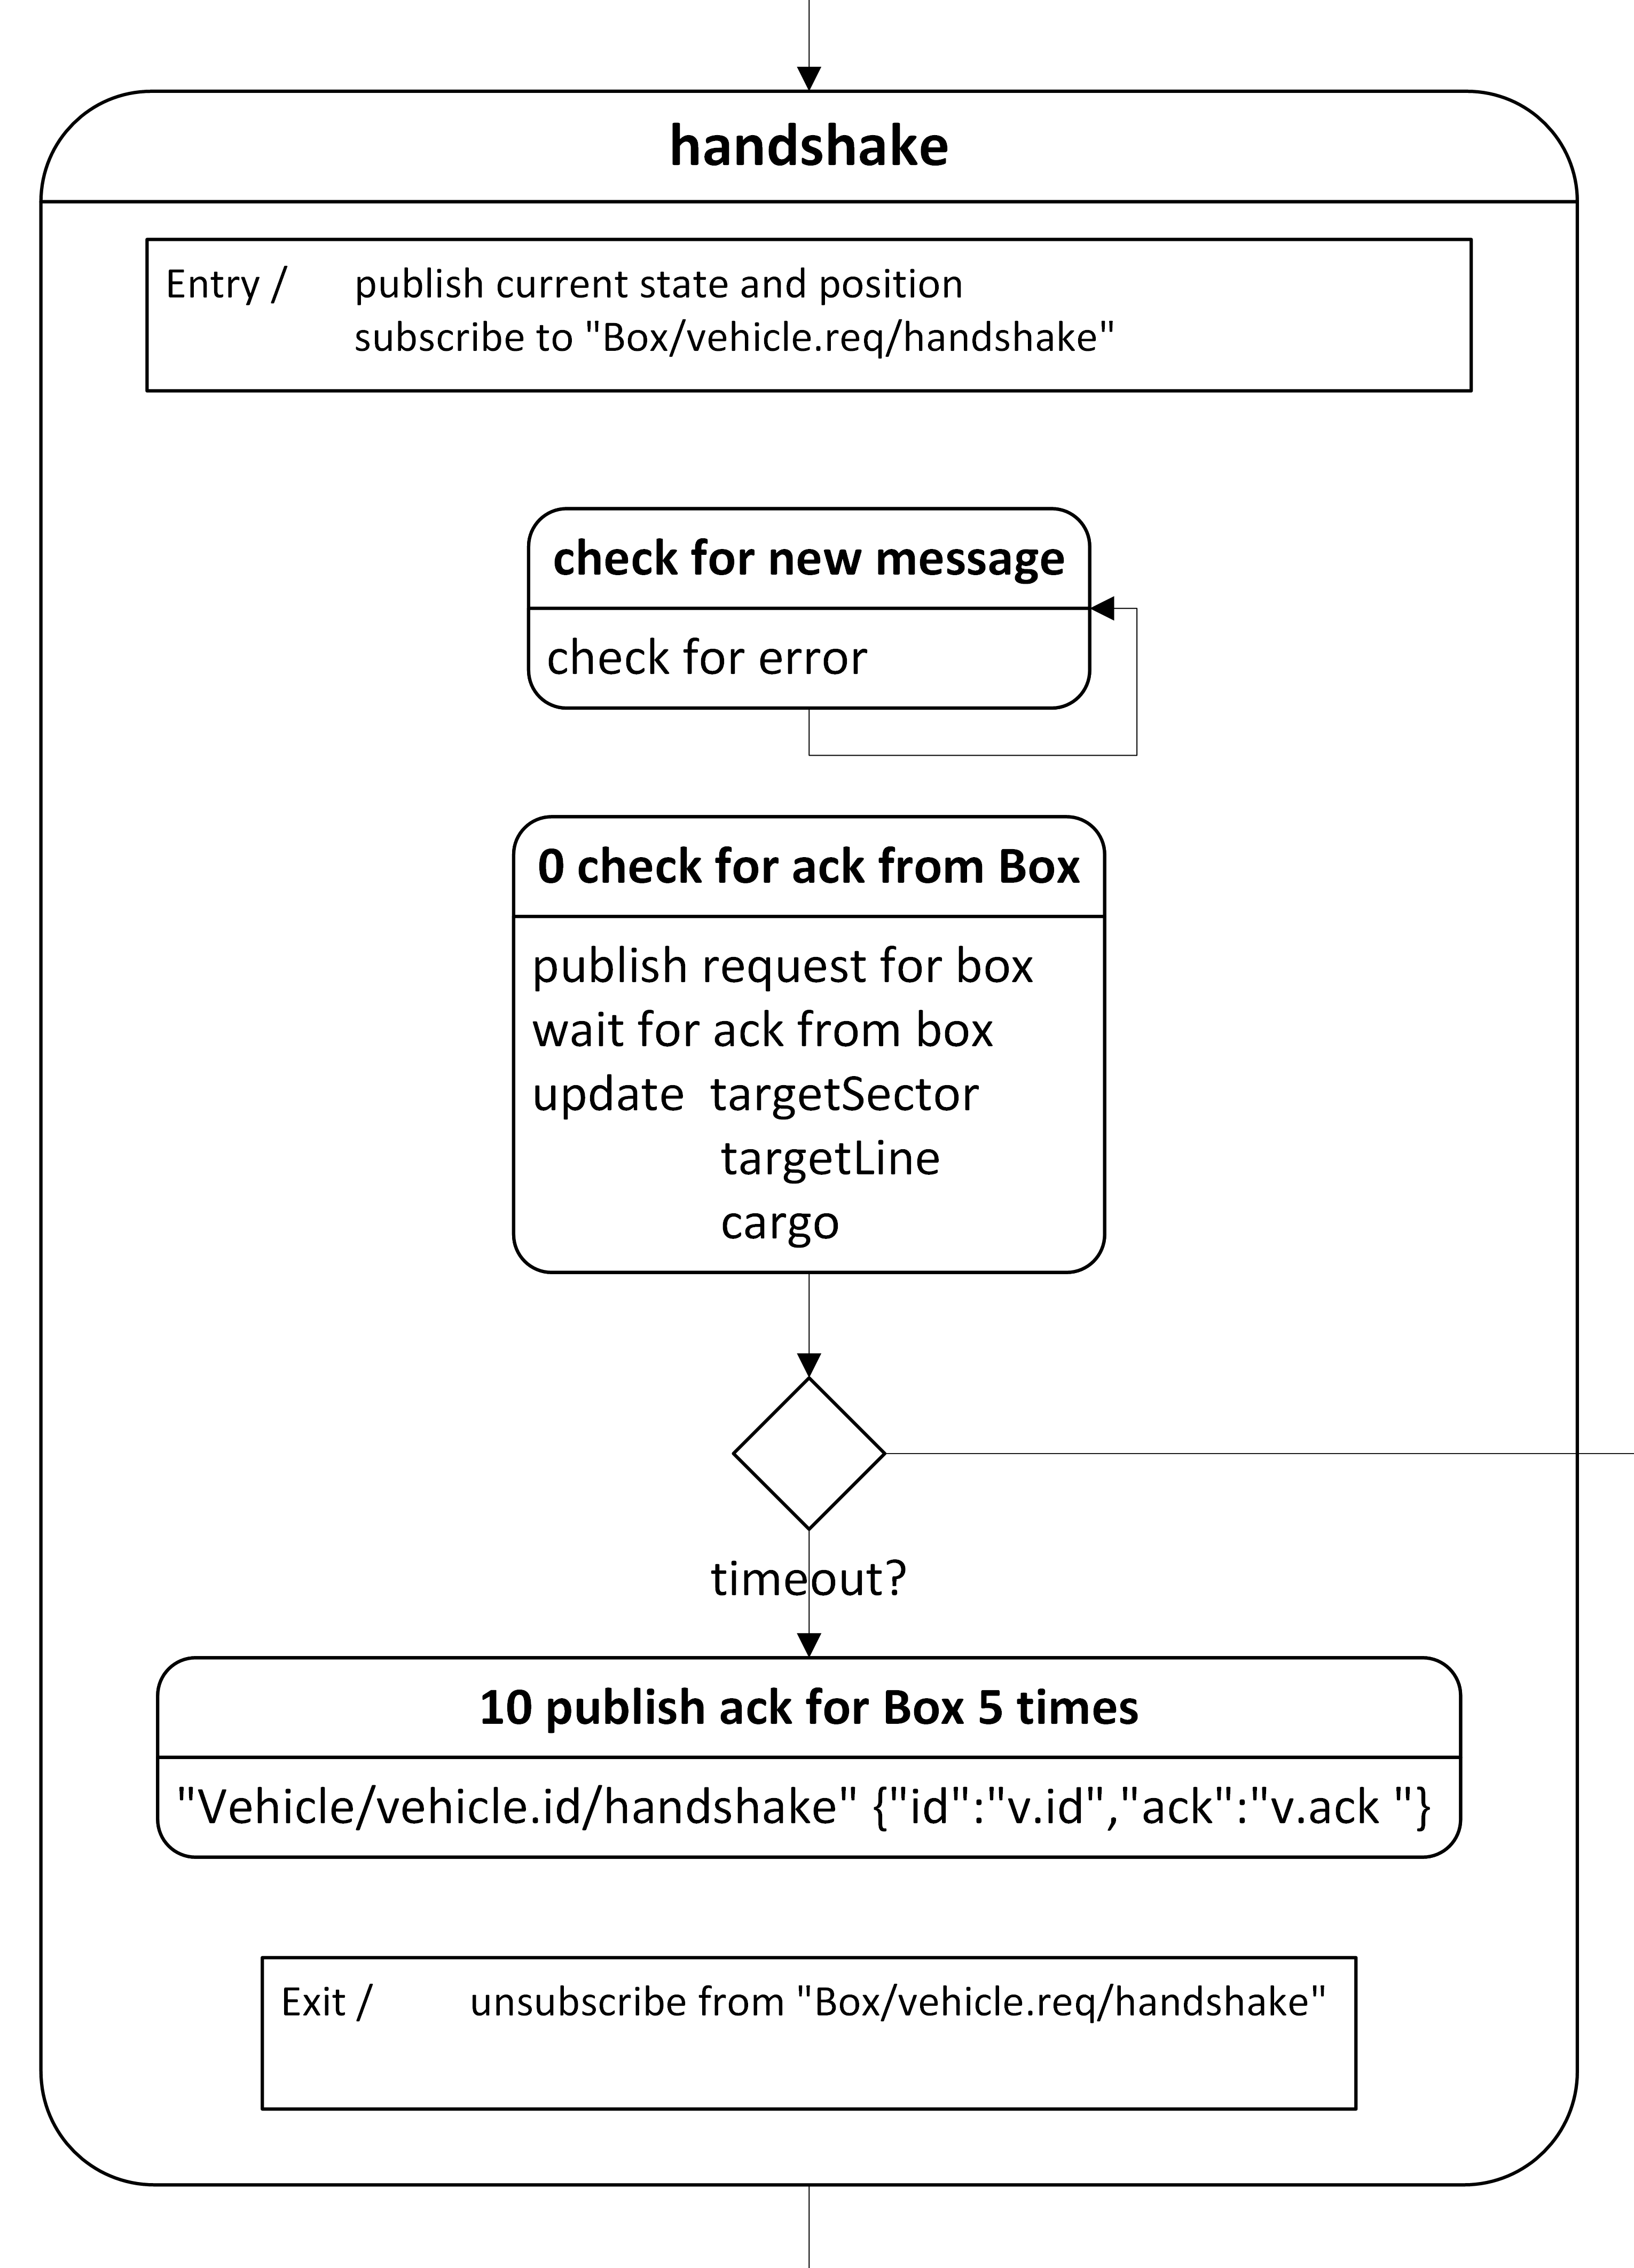 handshake
Entry / publish current state and position
subscribe to "Box/vehicle.req/handshake"
check for new message
check for error
0 check for ack from Box
publish request for box
wait for ack from box
update targetSector
targetLine
cargo
timeout?
10 publish ack for Box 5 times
"Vehicle/vehicle.id/handshake" {"id":"v.id","ack":"v.ack "}
Exit / unsubscribe from "Box/vehicle.req/handshake"